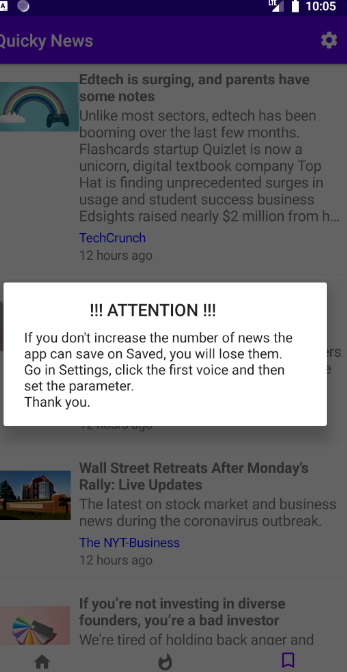 A
LTE
10:05
Quicky News
Edtech is surging, and parents have
some notes
Unlike most sectors, edtech has been
booming over the last few months.
Flashcards startup Quizlet is now a
unicorn, digital textbook company Top
Hat is finding unprecedented surges in
usage and student success business
Edsights raised nearly $2 million from h…
TechCrunch
12 hours ago
!!! ATTENTION !!!
If you don't increase the number of news the
app can save on Saved, you will lose them.
Go in Settings, click the first voice and then
set the parameter.
Thank you.
12 hours ago
Wall Street Retreats After Monday's
Rally: Live Updates
The latest on stock market and business
news during the coronavirus outbreak.
The NYT-Business
12 hours ago
If you're not investing in diverse
founders, you're a bad investor
We're tired of holding back anger and